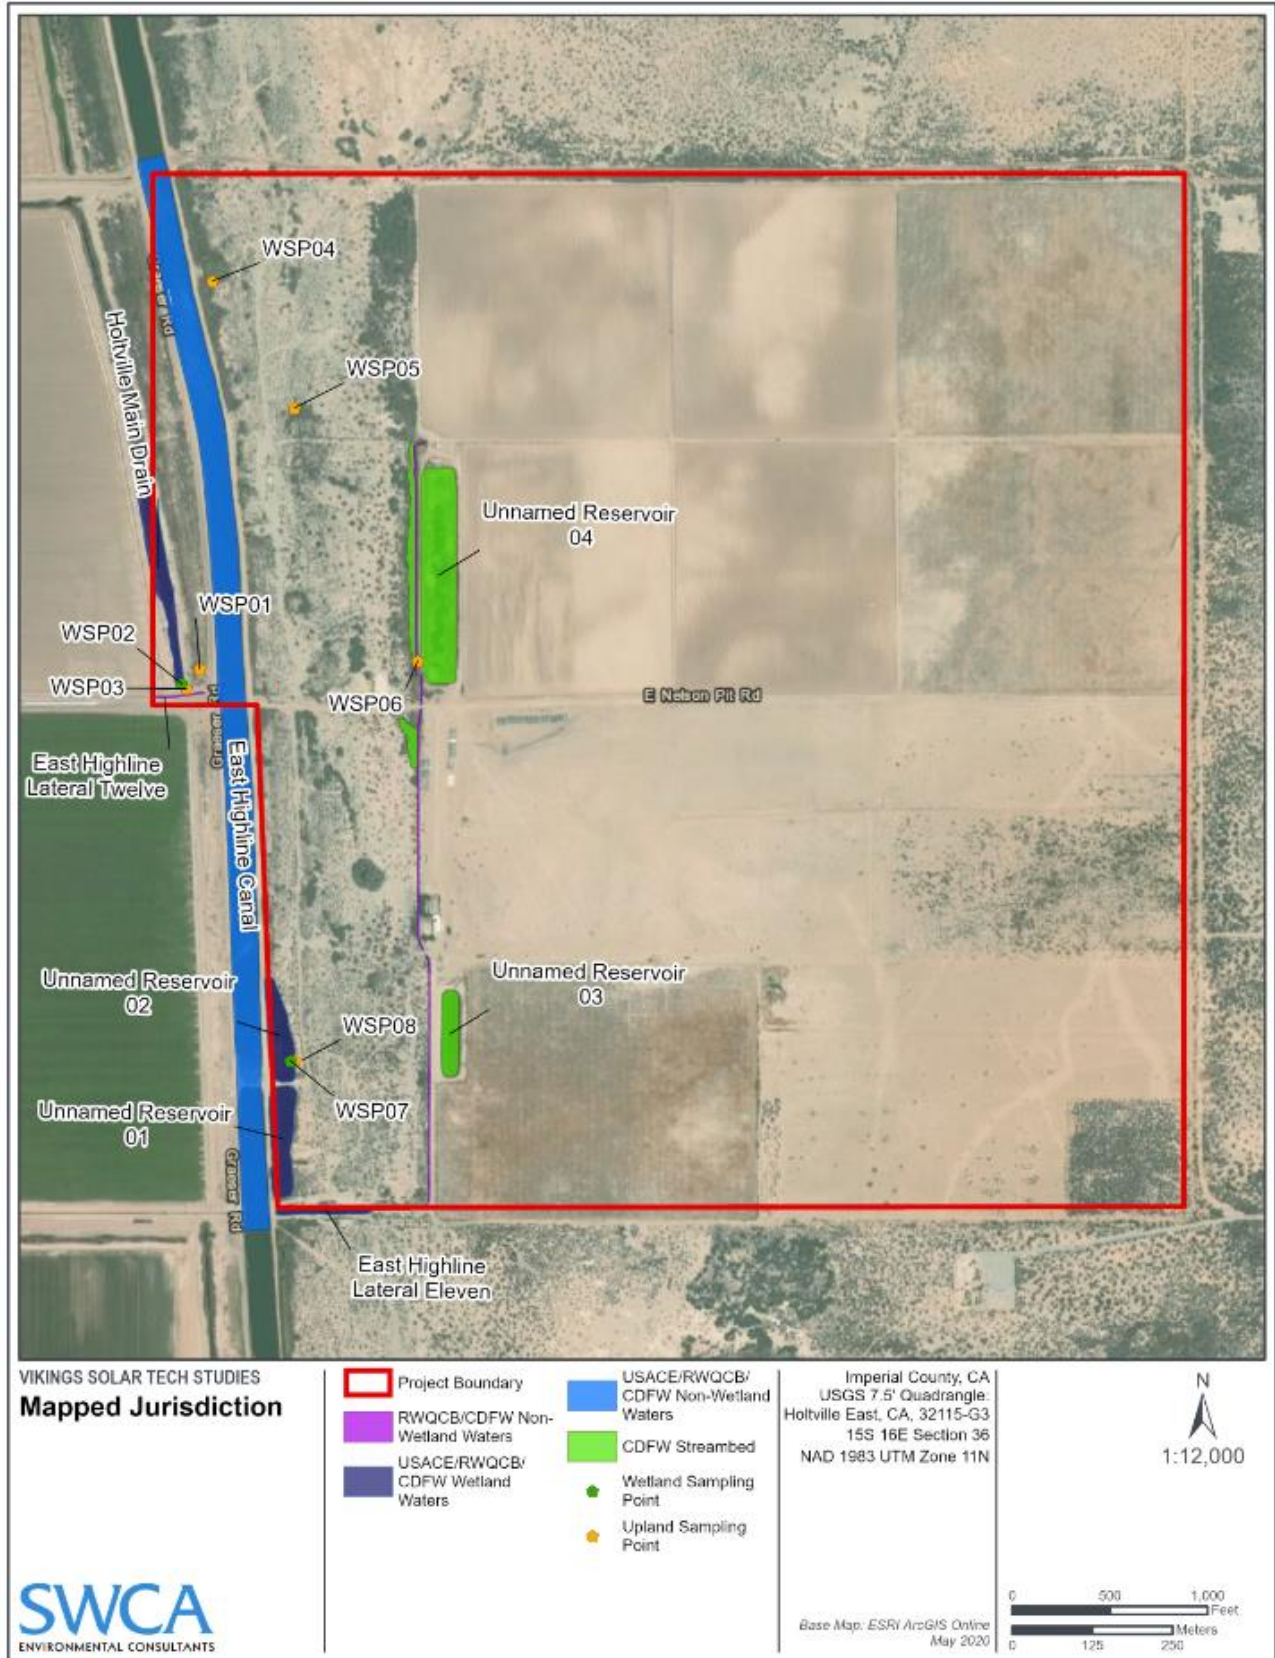 WSP04
Graeser Rd
WSP05
Holtville Main Drain
Unnamed Reservoir
04
WSP01
WSP02
WSP03
WSP06
E Nelson Pit Rd
Graeser Rd
East Highline
Lateral Twelve
East Highline Canal
Unnamed Reservoir
02
Unnamed Reservoir
03
WSP08
WSP07
Unnamed Reservoir
01
Graeser Rd
East Highline
Lateral Eleven
VIKINGS SOLAR TECH STUDIES
Mapped Jurisdiction
SWCA
ENVIRONMENTAL CONSULTANTS
Project Boundary
RWQCB/CDFW Non-
Wetland Waters
USACE/RWQCB/
CDFW Wetland
Waters
USACE/RWQCB/
CDFW Non-Wetland
Waters
CDFW Streambed
Wetland Sampling
Point
Upland Sampling
Point
Imperial County, CA
USGS 7.5' Quadrangle:
Holtville East, CA, 32115-G3
15S 16E Section 36
NAD 1983 UTM Zone 11N
Base Map: ESRI ArcGIS Online
May 2020
N
1:12,000
0 500 1,000
Feet
Meters
0 125 250